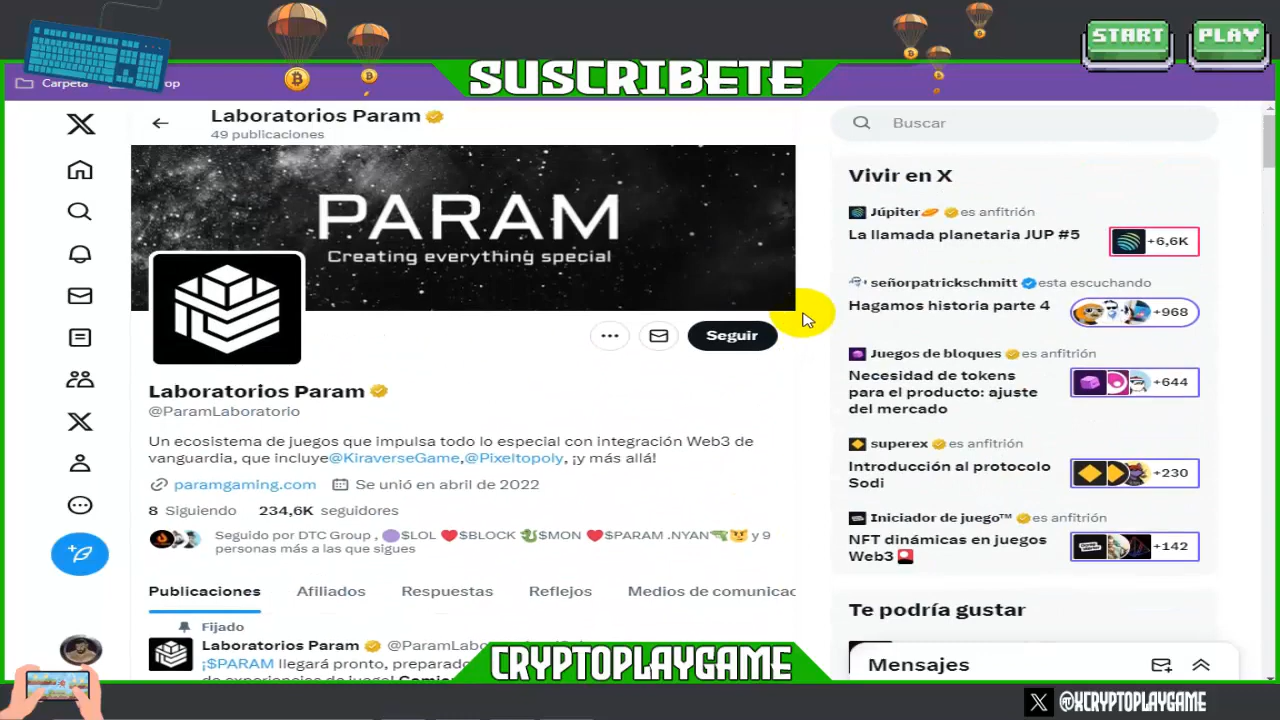 START
PLAY
SUSCRIBETE
Carpeta
op
Laboratorios Param
49 publicaciones
PARAM
Creating everything special
Seguir
Laboratorios Param
@ParamLaboratorio
Un ecosistema de juegos que impulsa todo lo especial con integración Web3 de
vanguardia, que incluye@KiraverseGame,@Pixeltopoly, ¡y más allá!
paramgaming.com Se unió en abril de 2022
8 Siguiendo 234,6K seguidores
Seguido por DTC Group , $LOL $BLOCK $MON $PARAM .NYAN y 9
personas más a las que sigues
Publicaciones Afiliados Respuestas Reflejos Medios de comunicac
Fijado
Laboratorios Param @ParamLabo
¡$PARAM llegará pronto, preparado
Buscar
Vivir en X
Júpiter es anfitrión
La llamada planetaria JUP #5
+6,6K
señorpatrickschmitt esta escuchando
Hagamos historia parte 4
+968
Juegos de bloques es anfitrión
Necesidad de tokens
para el producto: ajuste
del mercado
+644
superex es anfitrión
Introducción al protocolo
Sodi
+230
Iniciador de juego™ es anfitrión
NFT dinámicas en juegos
Web3
+142
Te podría gustar
Mensajes
CRYPTOPLAYGAME
@XCRYPTOPLAYGAME